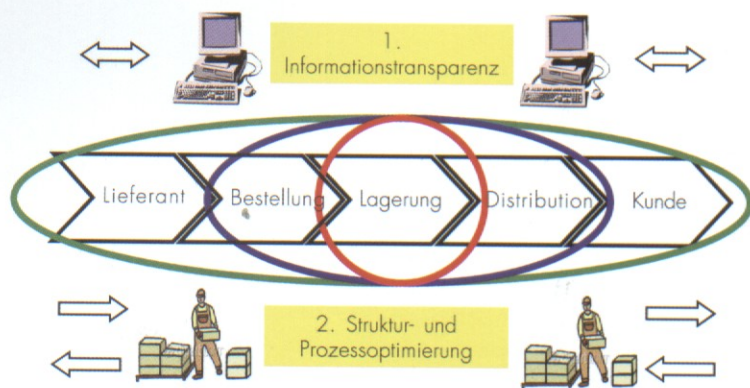 1.
Informationstransparenz
Lieferant
Bestellung
Lagerung
Distribution
Kunde
2. Struktur- und
Prozessoptimierung